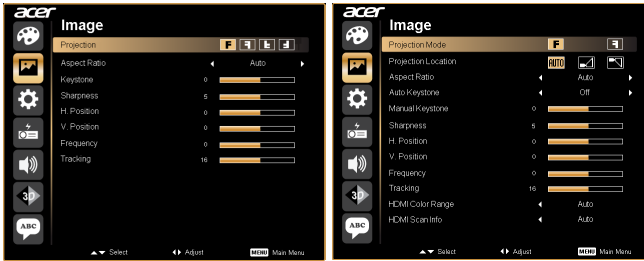 acer
Image
Projection F F F F
Aspect Ratio Auto
Keystone 0
Sharpness 5
H. Position 0
V. Position 0
Frequency 0
Tracking 16
3D
ABC
Select Adjust MENU Main Menu
acer
Image
Projection Mode F F
Projection Location AUTO
Aspect Ratio Auto
Auto Keystone Off
Manual Keystone 0
Sharpness 5
H. Position 0
V. Position 0
Frequency 0
Tracking 16
HDMI Color Range Auto
HDMI Scan Info Auto
3D
ABC
Select Adjust MENU Main Menu